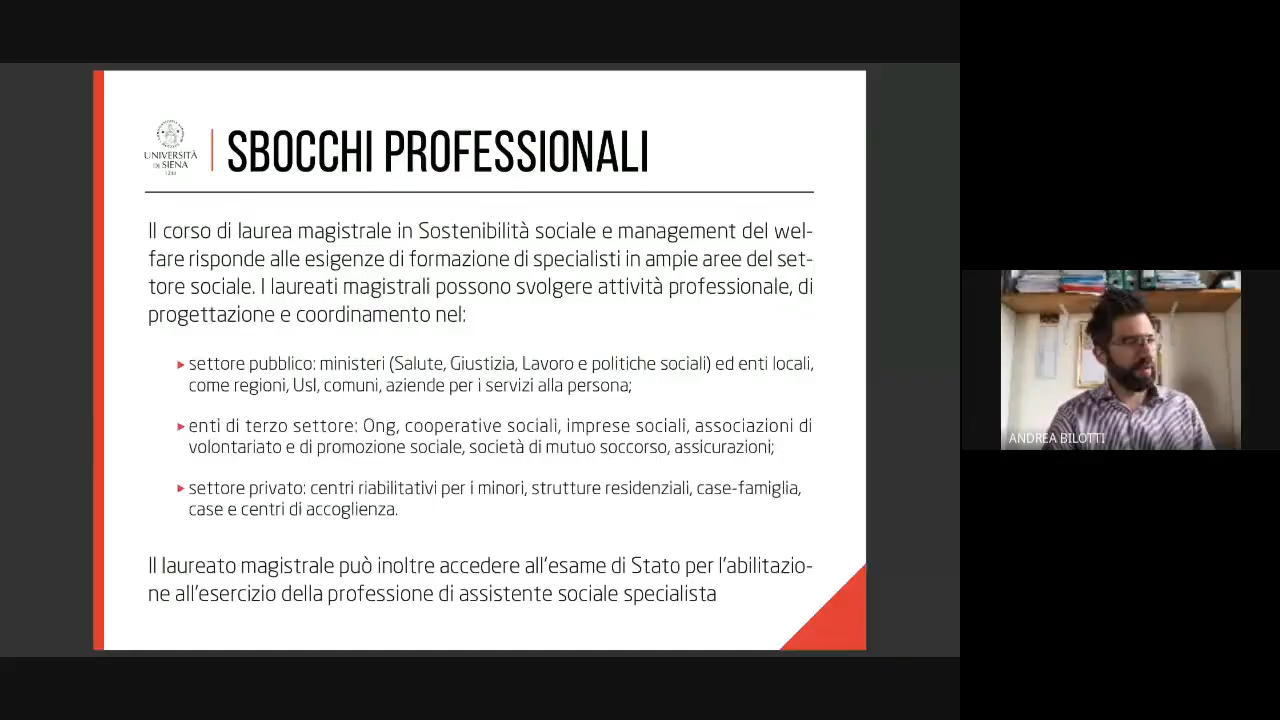 UNIVERSITÀ
DI SIENA
1240
SBOCCHI PROFESSIONALI
Il corso di laurea magistrale in Sostenibilità sociale e management del wel-
fare risponde alle esigenze di formazione di specialisti in ampie aree del set-
tore sociale. I laureati magistrali possono svolgere attività professionale, di
progettazione e coordinamento nel:
settore pubblico: ministeri (Salute, Giustizia, Lavoro e politiche sociali) ed enti locali,
come regioni, Usl, comuni, aziende per i servizi alla persona;
enti di terzo settore: Ong, cooperative sociali, imprese sociali, associazioni di
volontariato e di promozione sociale, società di mutuo soccorso, assicurazioni;
settore privato: centri riabilitativi per i minori, strutture residenziali, case-famiglia,
case e centri di accoglienza.
Il laureato magistrale può inoltre accedere all'esame di Stato per l'abilitazio-
ne all'esercizio della professione di assistente sociale specialista
ANDREA BILOTTI